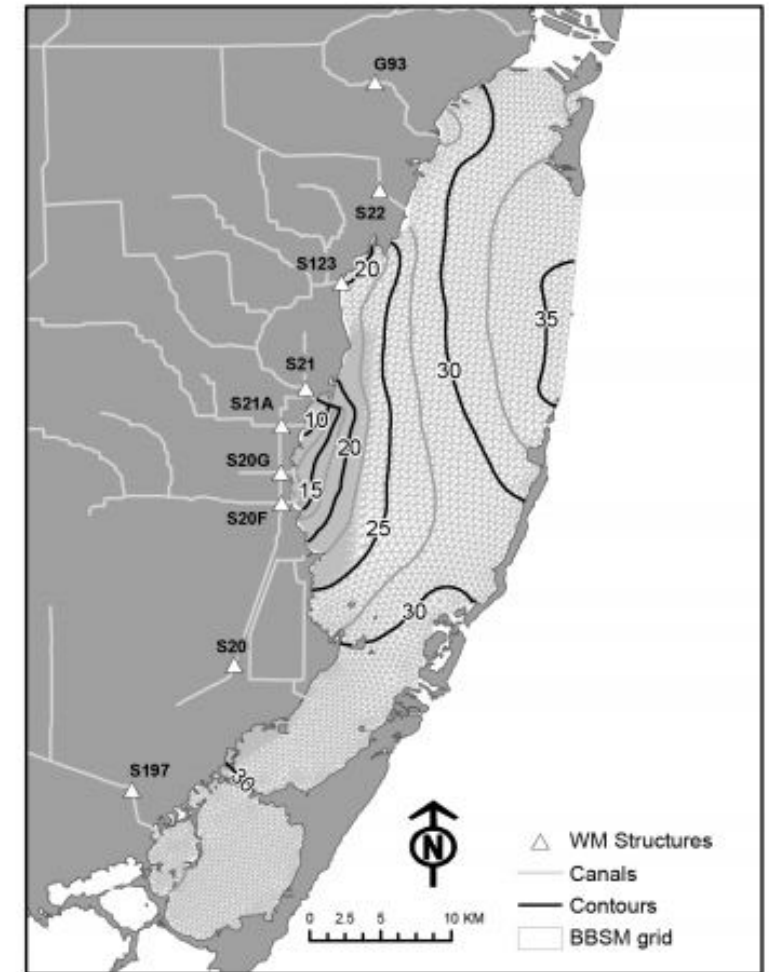 G93
S22
S123
20
35
30
S21
S21A
10
20
S20G
15
S20F
25
30
S20
S197
30
N
WM Structures
Canals
0 2.5 5 10 KM
Contours
BBSM grid